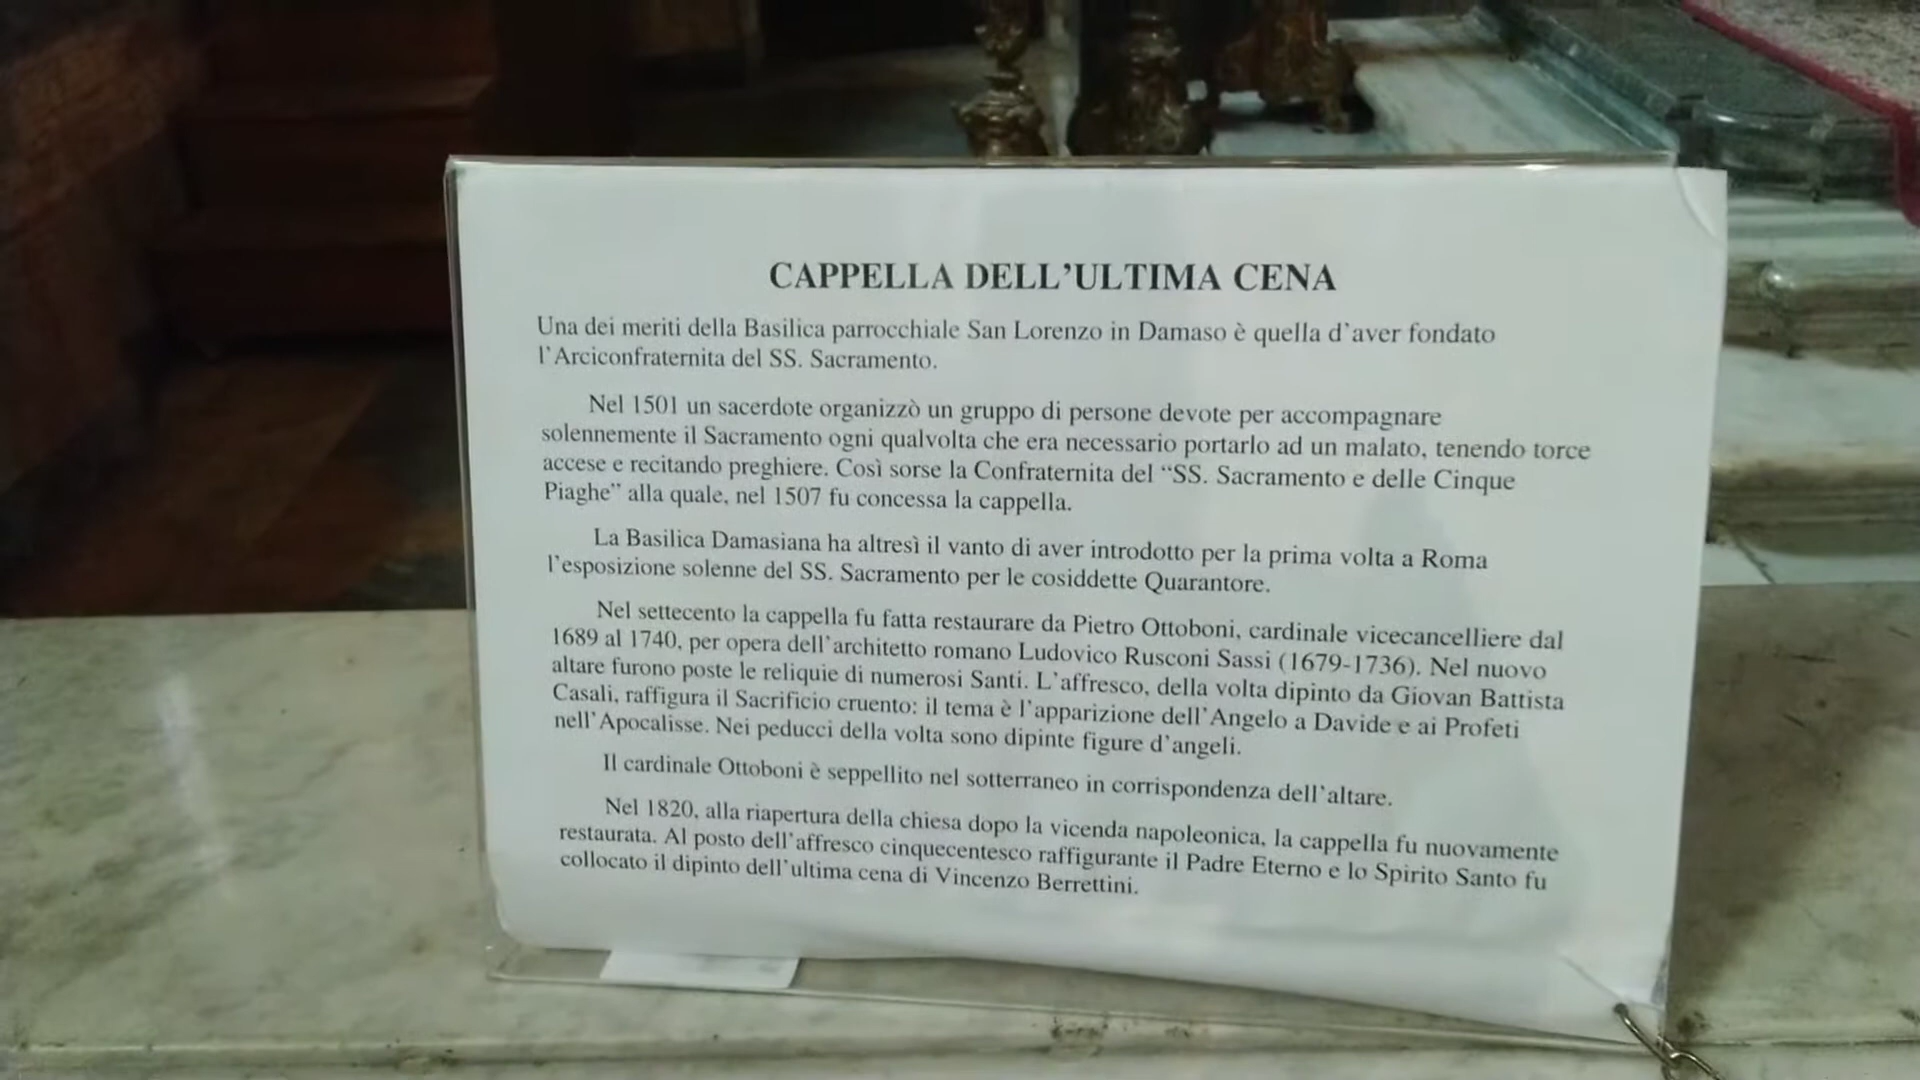 CAPPELLA DELL'ULTIMA CENA
Una dei meriti della Basilica parrocchiale San Lorenzo in Damaso è quella d'aver fondato
l'Arciconfraternita del SS. Sacramento.
Nel 1501 un sacerdote organizzò un gruppo di persone devote per accompagnare
solennemente il Sacramento ogni qualvolta che era necessario portarlo ad un malato, tenendo torce
accese e recitando preghiere. Così sorse la Confraternita del “SS. Sacramento e delle Cinque
Piaghe” alla quale, nel 1507 fu concessa la cappella.
La Basilica Damasiana ha altresì il vanto di aver introdotto per la prima volta a Roma
l'esposizione solenne del SS. Sacramento per le cosiddette Quarantore.
Nel settecento la cappella fu fatta restaurare da Pietro Ottoboni, cardinale vicecancelliere dal
1689 al 1740, per opera dell'architetto romano Ludovico Rusconi Sassi (1679-1736). Nel nuovo
altare furono poste le reliquie di numerosi Santi. L'affresco, della volta dipinto da Giovan Battista
Casali, raffigura il Sacrificio cruento: il tema è l'apparizione dell'Angelo a Davide e ai Profeti
nell'Apocalisse. Nei peducci della volta sono dipinte figure d'angeli.
Il cardinale Ottoboni è seppellito nel sotterraneo in corrispondenza dell'altare.
Nel 1820, alla riapertura della chiesa dopo la vicenda napoleonica, la cappella fu nuovamente
restaurata. Al posto dell'affresco cinquecentesco raffigurante il Padre Eterno e lo Spirito Santo fu
collocato il dipinto dell'ultima cena di Vincenzo Berrettini.